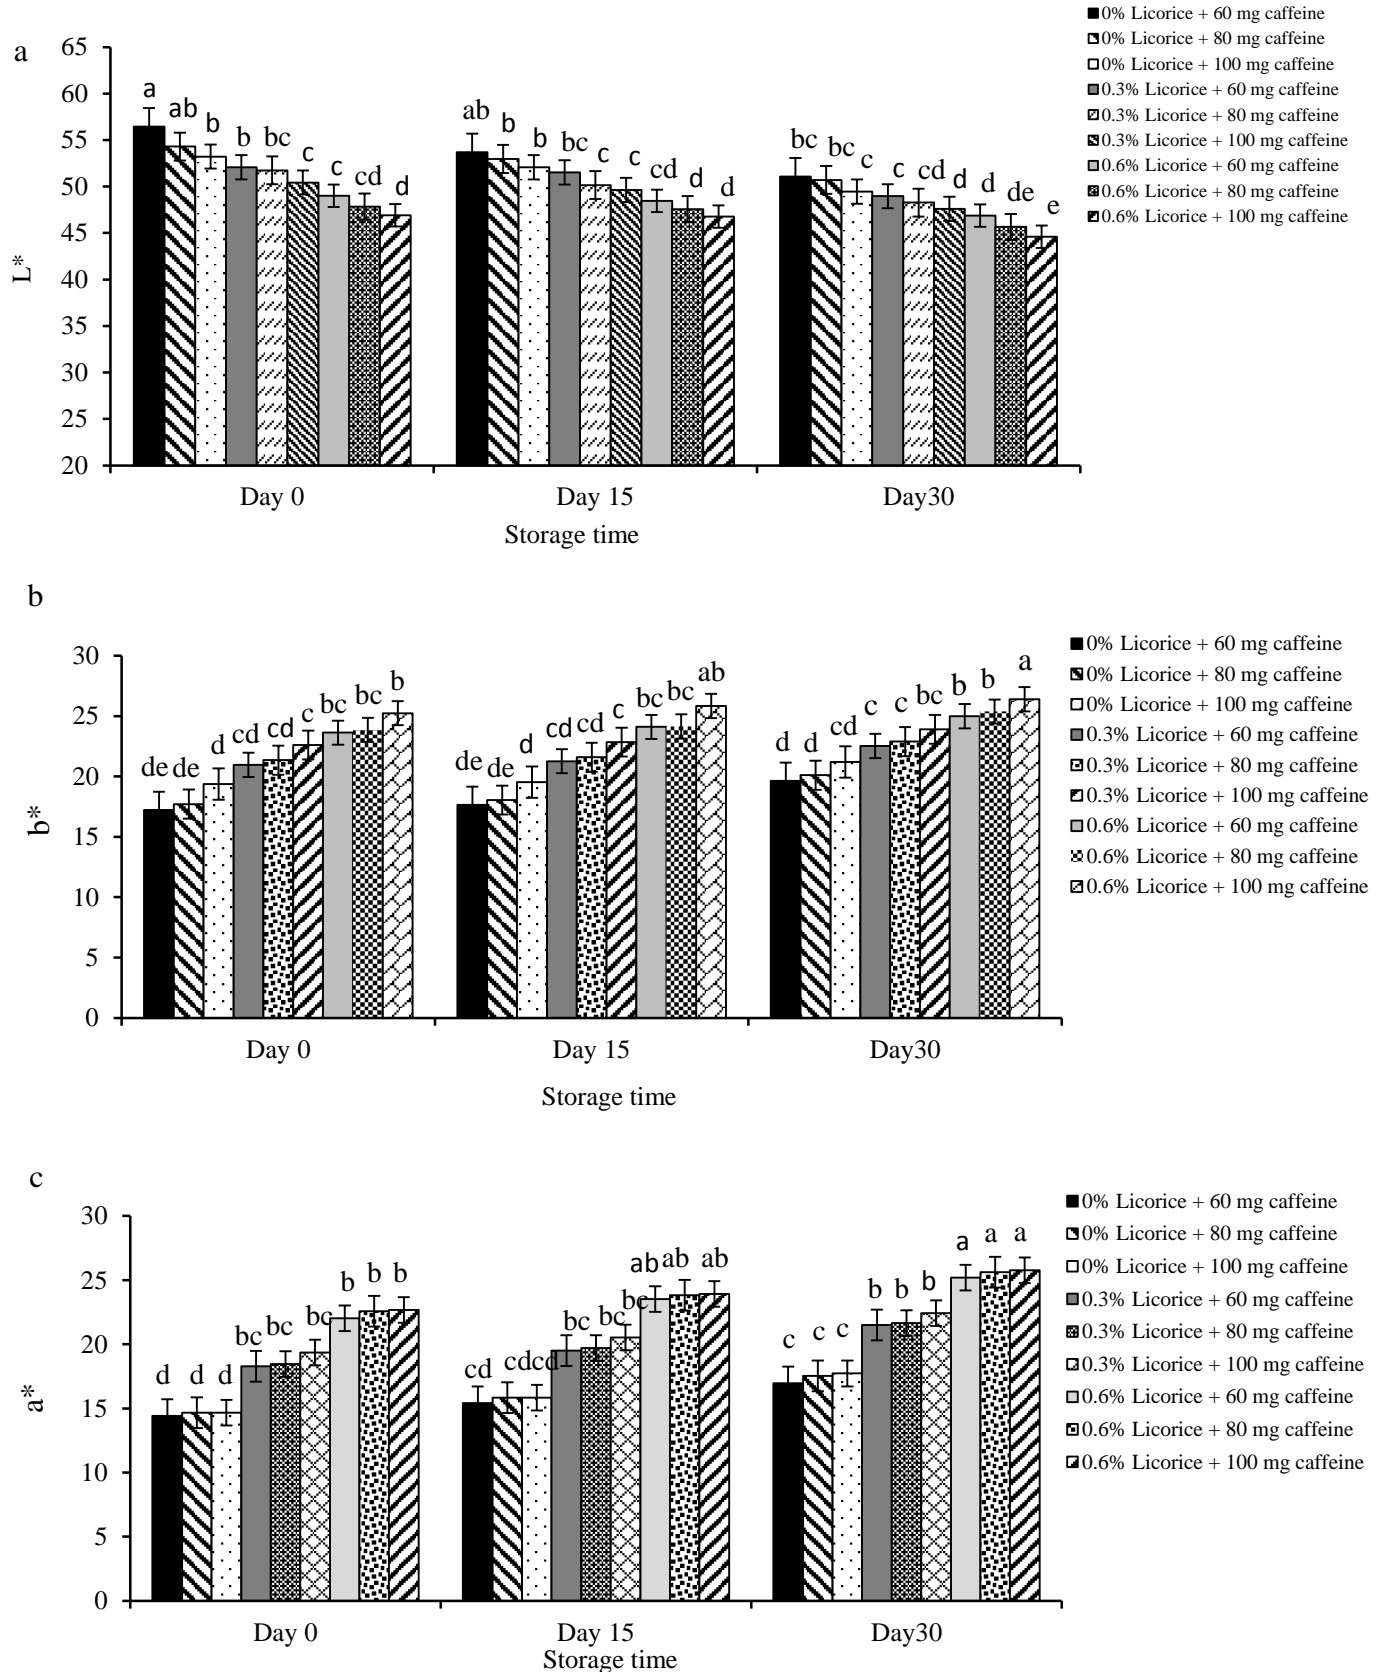 a
0% Licorice + 60 mg caffeine
0% Licorice + 80 mg caffeine
0% Licorice + 100 mg caffeine
0.3% Licorice + 60 mg caffeine
0.3% Licorice + 80 mg caffeine
0.3% Licorice + 100 mg caffeine
0.6% Licorice + 60 mg caffeine
0.6% Licorice + 80 mg caffeine
0.6% Licorice + 100 mg caffeine
L*
65
60
55
50
45
40
35
30
25
20
a ab b b bc c c cd d
ab b b bc c c cd d d
bc bc c c cd d d de e
Day 0 Day 15 Day30
Storage time
b
0% Licorice + 60 mg caffeine
0% Licorice + 80 mg caffeine
0% Licorice + 100 mg caffeine
0.3% Licorice + 60 mg caffeine
0.3% Licorice + 80 mg caffeine
0.3% Licorice + 100 mg caffeine
0.6% Licorice + 60 mg caffeine
0.6% Licorice + 80 mg caffeine
0.6% Licorice + 100 mg caffeine
b*
30
25
20
15
10
5
0
de de d cd cd c bc bc b
de de d cd cd c bc bc ab
d d cd c c bc b b a
Day 0 Day 15 Day30
Storage time
c
0% Licorice + 60 mg caffeine
0% Licorice + 80 mg caffeine
0% Licorice + 100 mg caffeine
0.3% Licorice + 60 mg caffeine
0.3% Licorice + 80 mg caffeine
0.3% Licorice + 100 mg caffeine
0.6% Licorice + 60 mg caffeine
0.6% Licorice + 80 mg caffeine
0.6% Licorice + 100 mg caffeine
a*
30
25
20
15
10
5
0
d d d bc bc bc b b b
cd cd cd bc bc bc ab ab ab
c c c b b b a a a
Day 0 Day 15 Day30
Storage time